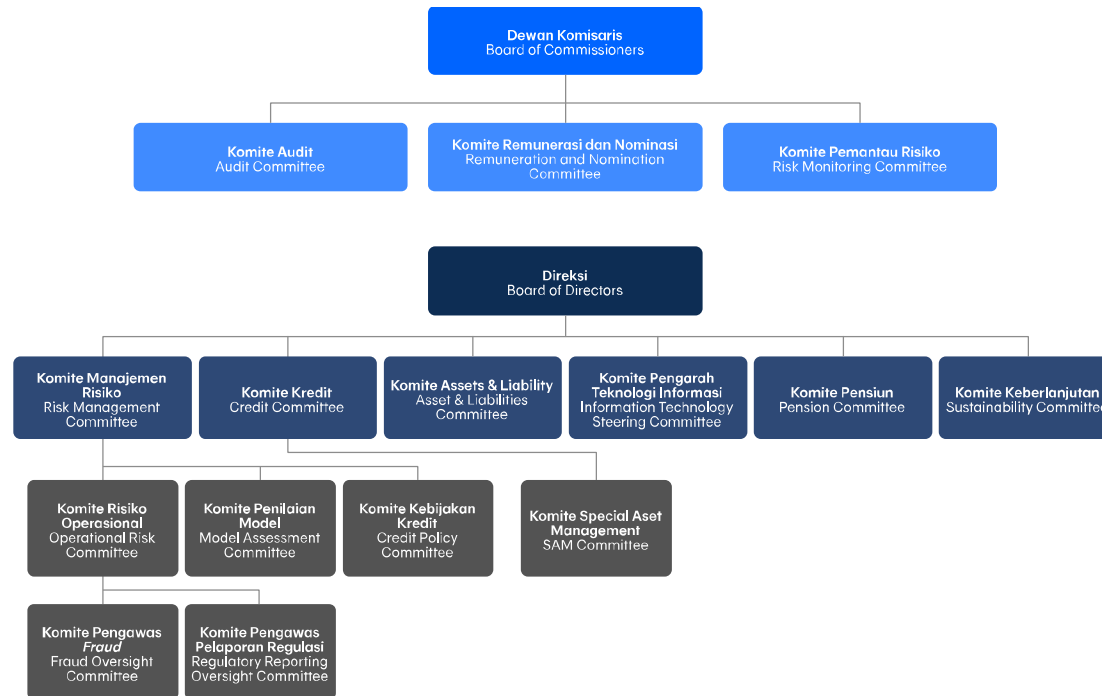 Dewan Komisaris
Board of Commissioners
Komite Audit
Audit Committee
Komite Remunerasi dan Nominasi
Remuneration and Nomination
Committee
Komite Pemantau Risiko
Risk Monitoring Committee
Direksi
Board of Directors
Komite Manajemen
Risiko
Risk Management
Committee
Komite Kredit
Credit Committee
Komite Assets & Liability
Asset & Liabilities
Committee
Komite Pengarah
Teknologi Informasi
Information Technology
Steering Committee
Komite Pensiun
Pension Committee
Komite Keberlanjutan
Sustainability Committe
Komite Risiko
Operasional
Operational Risk
Committee
Komite Penilaian
Model
Model Assessment
Committee
Komite Kebijakan
Kredit
Credit Policy
Committee
Komite Special Aset
Management
SAM Committee
Komite Pengawas
Fraud
Fraud Oversight
Committee
Komite Pengawas
Pelaporan Regulasi
Regulatory Reporting
Oversight Committee